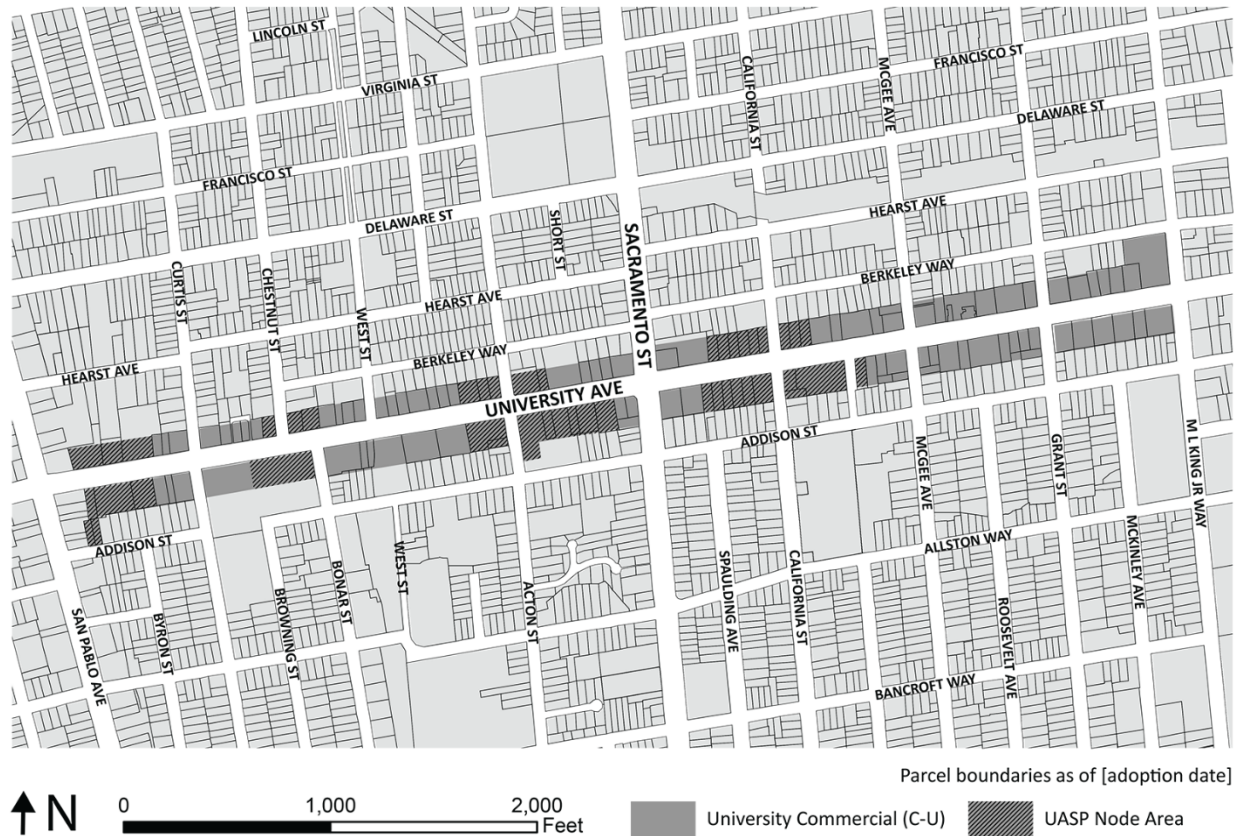 LINCOLN ST
VIRGINIA ST
FRANCISCO ST
CALIFORNIA ST
MCGEE AVE
DELAWARE ST
FRANCISCO ST
DELAWARE ST
SHORT ST
SACRAMENTO ST
HEARST AVE
CURTIS ST
CHESTNUT ST
WEST ST
HEARST AVE
BERKELEY WAY
BERKELEY WAY
HEARST AVE
UNIVERSITY AVE
ADDISON ST
MCGEE AVE
GRANT ST
M L KING JR WAY
ADDISON ST
SAN PABLO AVE
BYRON ST
BROWNING ST
BONAR ST
WEST ST
ACTON ST
SPAULDING AVE
CALIFORNIA ST
ALLSTON WAY
ROOSEVELT AVE
MCKINLEY AVE
BANCROFT WAY
Parcel boundaries as of [adoption date]
N
0 1,000 2,000
Feet
University Commercial (C-U)
UASP Node Area